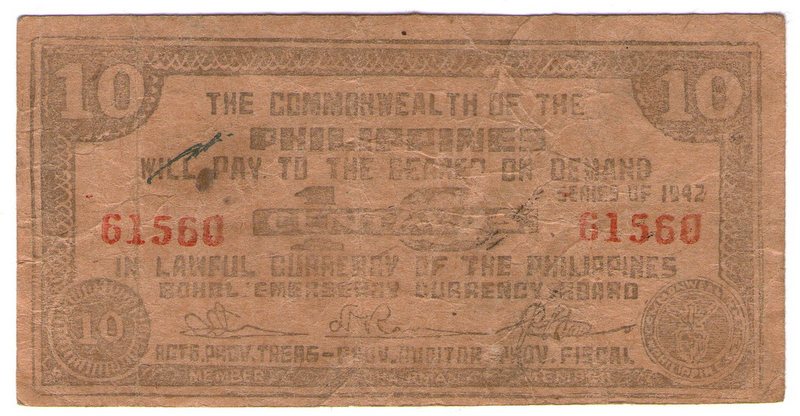 10 10
THE COMMONWEALTH OF THE
PHILIPPINES
WILL PAY TO THE BEARER ON DEMAND
SERIES OF 1942
10
CENTAVOS
61560 61560
IN LAWFUL CURRENCY OF THE PHILIPPINES
BOHOL EMERGENCY CURRENCY BOARD
10
ACTG.PROV.TREAS-PROV.AUDITOR-PROV.FISCAL
MEMBER MEMBER